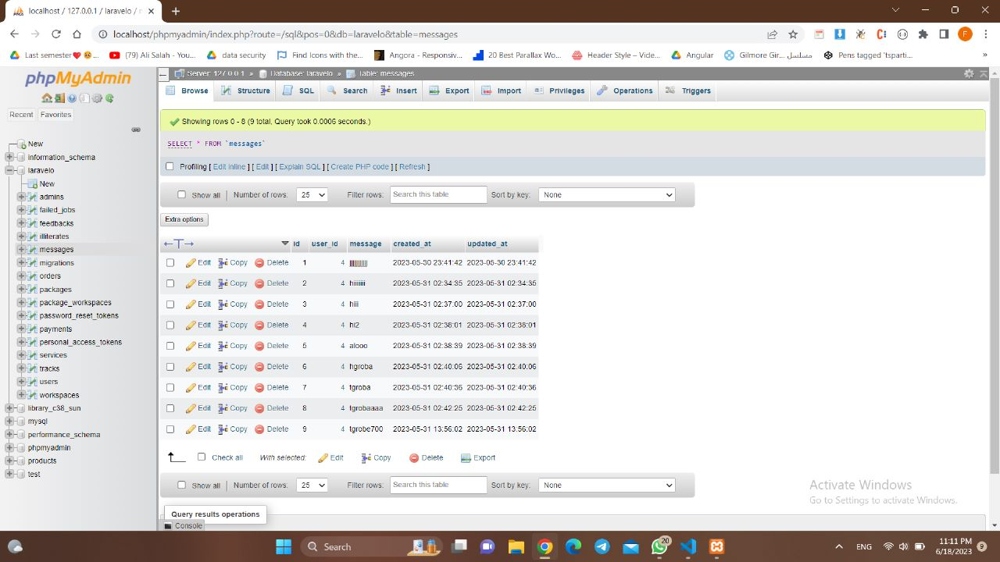 localhost / 127.0.0.1 / laravelo / r
localhost/phpmyadmin/index.php?route=/sql&pos=0&db=laravelo&table=messages
F
Last semester❤️😵...
(79) Ali Salah - You...
data security
Find Icons with the...
Angora - Responsiv...
20 Best Parallax Wo...
Header Style – Vide...
Angular
Gilmore Gir... مسلسل
Pens tagged 'tsparti...
»
phpMyAdmin
Recent Favorites
New
information_schema
laravelo
New
admins
failed_jobs
feedbacks
illiterates
messages
migrations
orders
packages
package_workspaces
password_reset_tokens
payments
personal_access_tokens
services
tracks
users
workspaces
library_c38_sun
mysql
performance_schema
phpmyadmin
products
test
Server: 127.0.0.1 » Database: laravelo » Table: messages
Browse Structure SQL Search Insert Export Import Privileges Operations Triggers
Showing rows 0 - 8 (9 total, Query took 0.0006 seconds.)
SELECT * FROM `messages`
Profiling [ Edit inline ] [ Edit ] [ Explain SQL ] [ Create PHP code ] [ Refresh ]
Show all Number of rows: 25 Filter rows: Search this table Sort by key: None
Extra options
id user_id message created_at updated_at
Edit Copy Delete 1 2023-05-30 23:41:42 2023-05-30 23:41:42
Edit Copy Delete 2 4 2023-05-31 02:34:35 2023-05-31 02:34:35
Edit Copy Delete 3 4 hiii 2023-05-31 02:37:00 2023-05-31 02:37:00
Edit Copy Delete 4 4 hi2 2023-05-31 02:38:01 2023-05-31 02:38:01
Edit Copy Delete 5 4 alooo 2023-05-31 02:38:39 2023-05-31 02:38:39
Edit Copy Delete 6 4 hgroba 2023-05-31 02:40:06 2023-05-31 02:40:06
Edit Copy Delete 7 4 tgroba 2023-05-31 02:40:36 2023-05-31 02:40:36
Edit Copy Delete 8 4 tgrobaaaa 2023-05-31 02:42:25 2023-05-31 02:42:25
Edit Copy Delete 9 4 tgrobe700 2023-05-31 13:56:02 2023-05-31 13:56:02
Check all With selected: Edit Copy Delete Export
Show all Number of rows: 25 Filter rows: Search this table Sort by key: None
Query results operations
Console
Activate Windows
Go to Settings to activate Windows.
Search
20
ENG
11:11 PM
6/18/2023
9